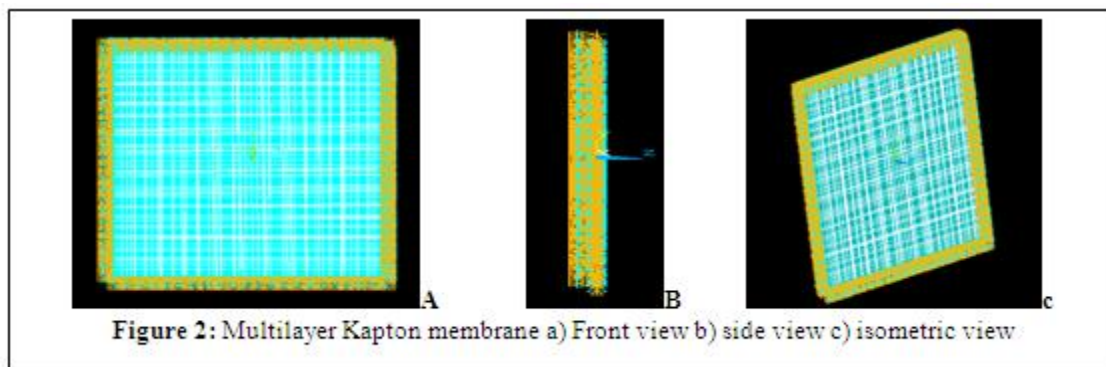 A B c
Figure 2: Multilayer Kapton membrane a) Front view b) side view c) isometric view